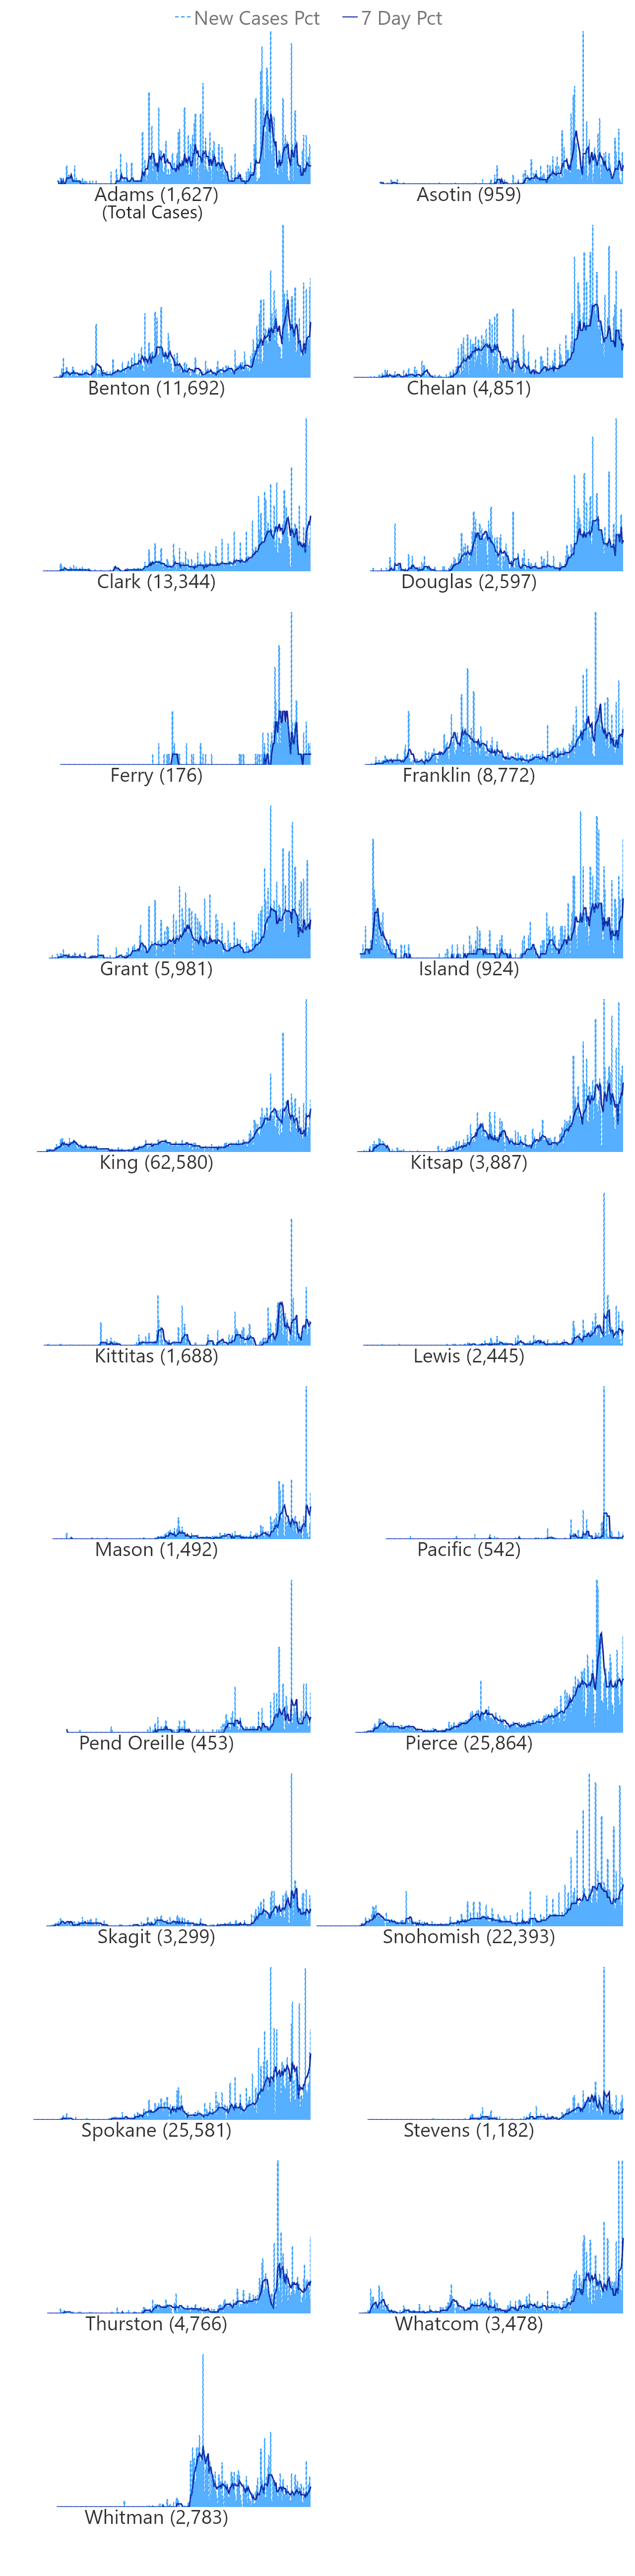 New Cases Pct 7 Day Pct
Adams (1,627) Asotin (959)
(Total Cases)
Benton (11,692) Chelan (4,851)
Clark (13,344) Douglas (2,597)
Ferry (176) Franklin (8,772)
Grant (5,981) Island (924)
King (62,580) Kitsap (3,887)
Kittitas (1,688) Lewis (2,445)
Mason (1,492) Pacific (542)
Pend Oreille (453) Pierce (25,864)
Skagit (3,299) Snohomish (22,393)
Spokane (25,581) Stevens (1,182)
Thurston (4,766) Whatcom (3,478)
Whitman (2,783)